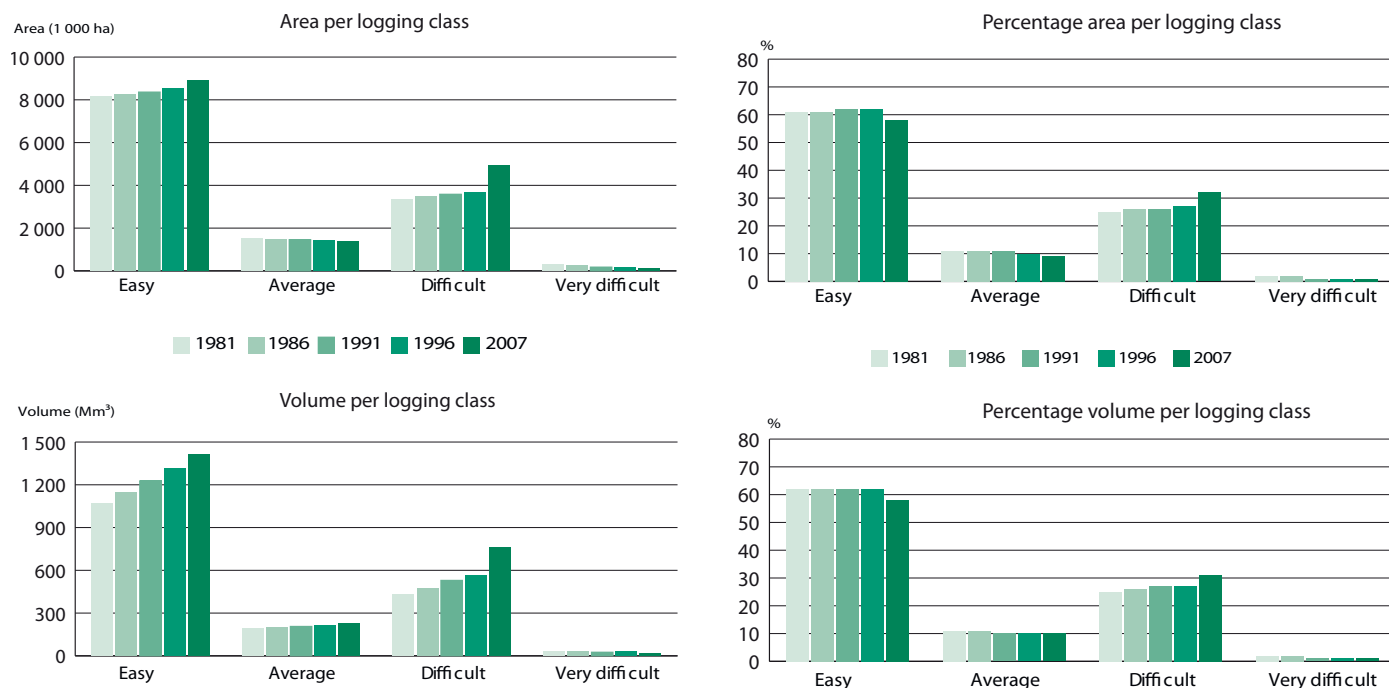 Area per logging class
Area (1 000 ha)
10 000
8 000
6 000
4 000
2 000
0
Easy Average Difficult Very difficult
1981 1986 1991 1996 2007
Percentage area per logging class
%
80
70
60
50
40
30
20
10
0
Easy Average Difficult Very difficult
1981 1986 1991 1996 2007
Volume per logging class
Volume (Mm³)
1 500
1 200
900
600
300
0
Easy Average Difficult Very difficult
Percentage volume per logging class
%
80
70
60
50
40
30
20
10
0
Easy Average Difficult Very difficult